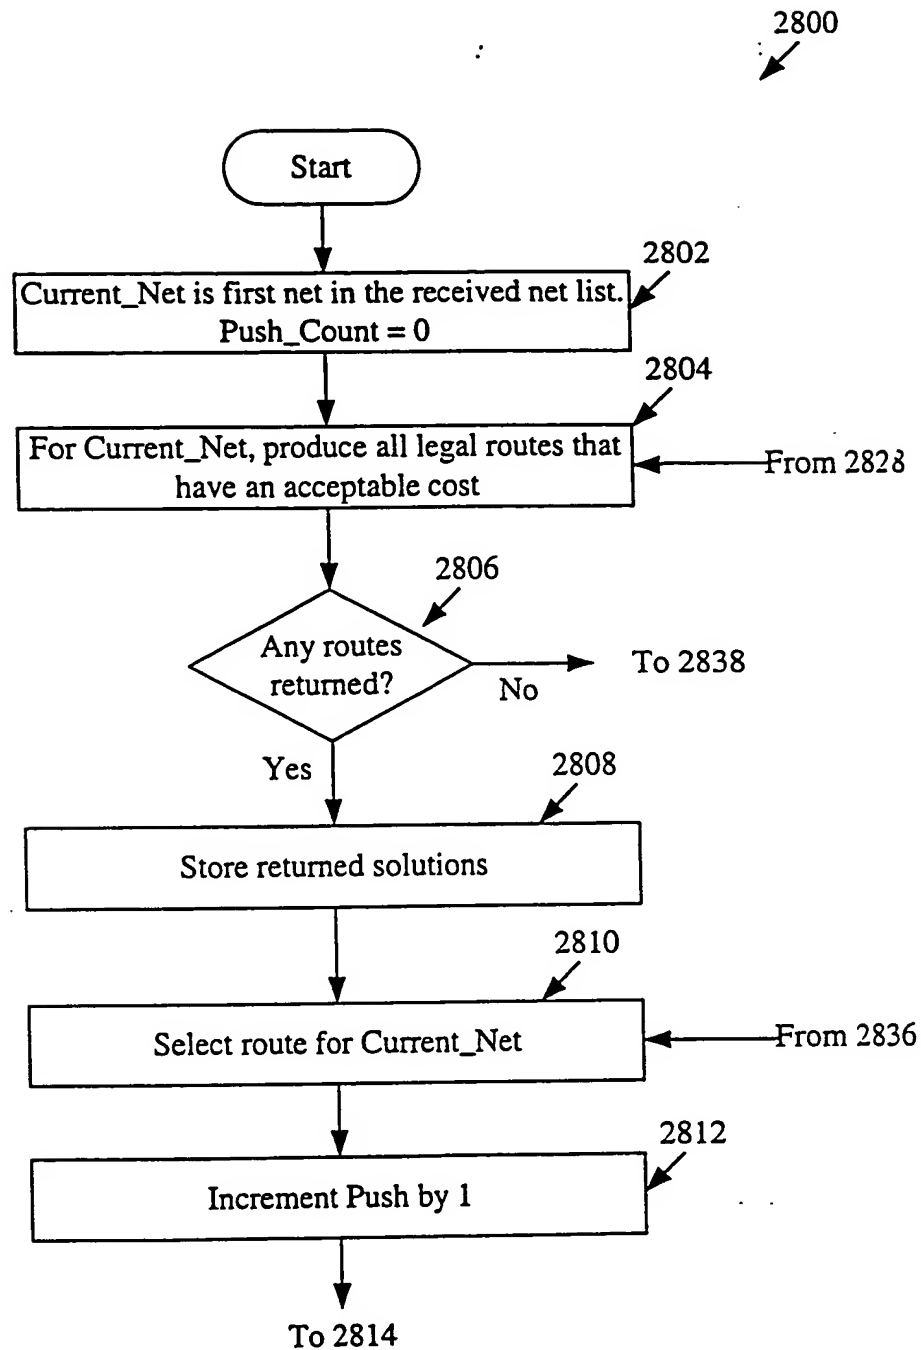 2800
Start
2802
Current_Net is first net in the received net list.
Push_Count = 0
2804
For Current_Net, produce all legal routes that
have an acceptable cost
From 2828
2806
Any routes
returned?
No
To 2838
Yes
2808
Store returned solutions
2810
Select route for Current_Net
From 2836
2812
Increment Push by 1
To 2814